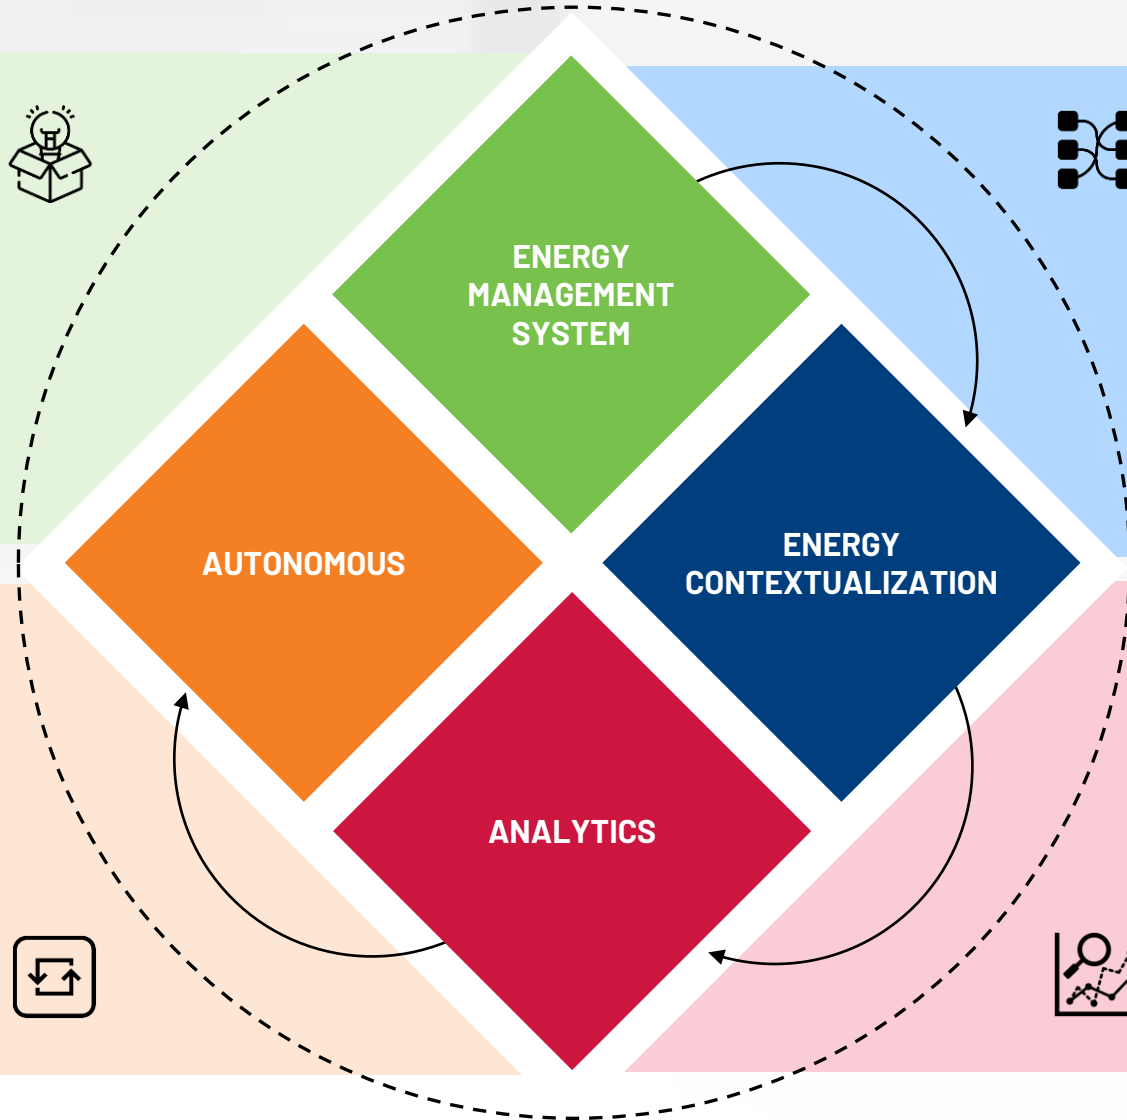 ENERGY
MANAGEMENT
SYSTEM
AUTONOMOUS
ENERGY
CONTEXTUALIZATION
ANALYTICS